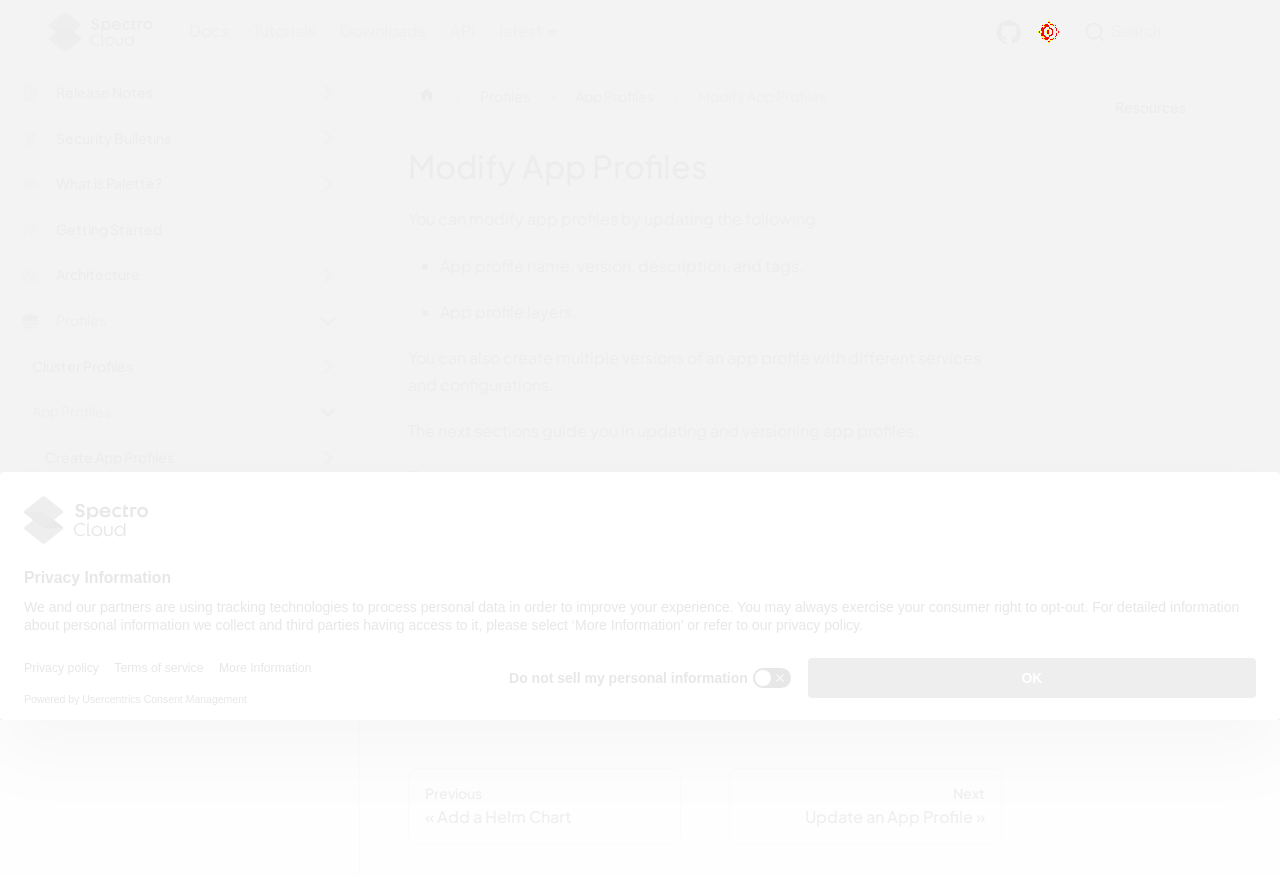 Spectro Cloud
Docs Tutorials Downloads API latest
Search
Release Notes
Security Bulletins
What is Palette?
Getting Started
Architecture
Profiles
Cluster Profiles
App Profiles
Create App Profiles
Profiles App Profiles Modify App Profiles
Resources
Modify App Profiles
You can modify app profiles by updating the following:
App profile name, version, description, and tags.
App profile layers.
You can also create multiple versions of an app profile with different services
and configurations.
The next sections guide you in updating and versioning app profiles.
Spectro
Cloud
Privacy Information
We and our partners are using tracking technologies to process personal data in order to improve your experience. You may always exercise your consumer right to opt-out. For detailed information
about personal information we collect and third parties having access to it, please select ‘More Information’ or refer to our privacy policy.
Privacy policy Terms of service More Information
Powered by Usercentrics Consent Management
Do not sell my personal information
OK
Previous
« Add a Helm Chart
Next
Update an App Profile »